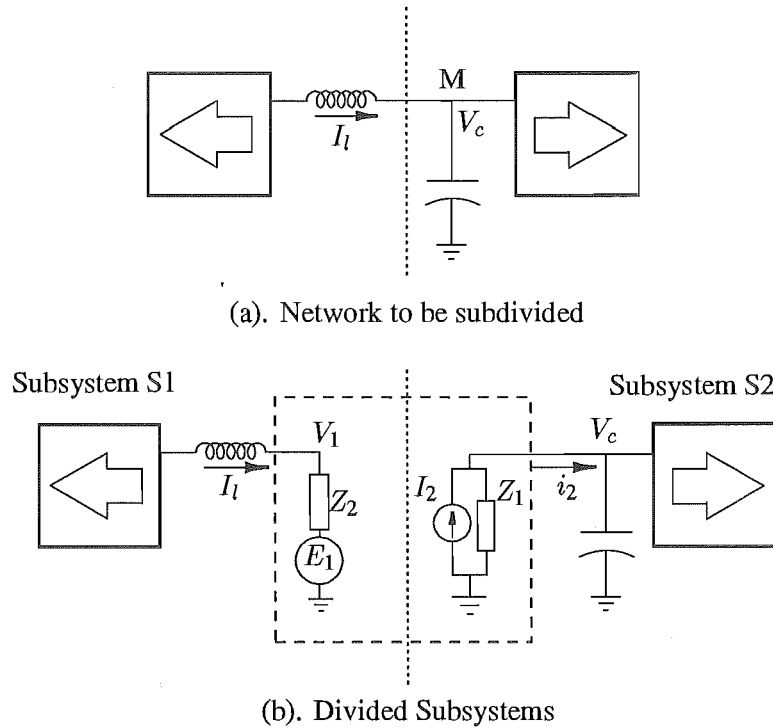 M
V_c
I_l
(a). Network to be subdivided
Subsystem S1
Subsystem S2
V_1
V_c
I_l
Z_2
I_2
Z_1
i_2
E_1
(b). Divided Subsystems